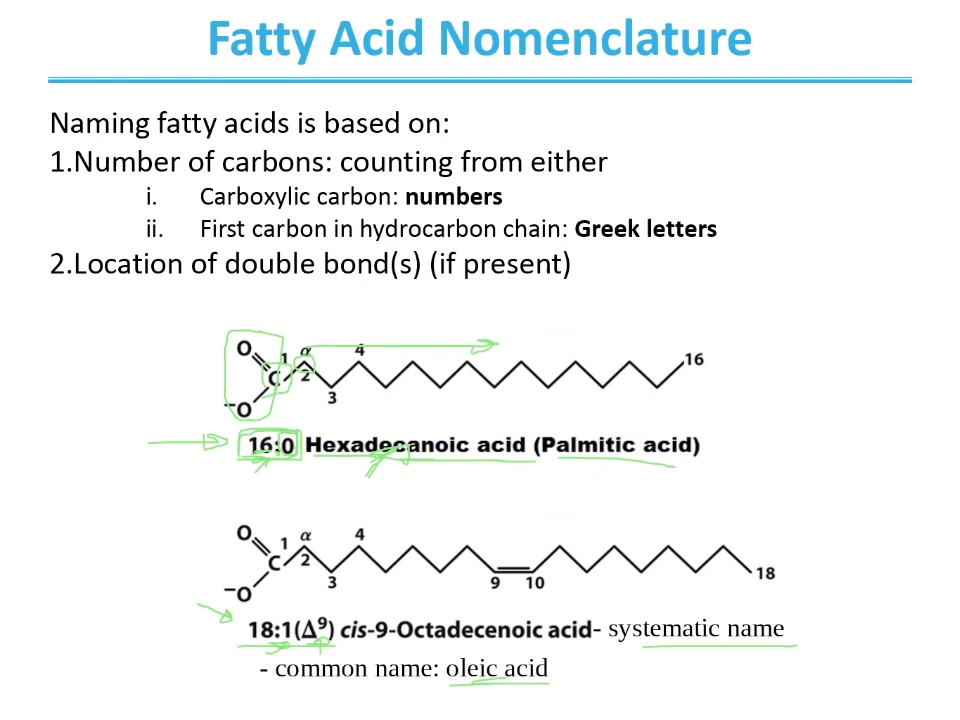 Fatty Acid Nomenclature
Naming fatty acids is based on:
1.Number of carbons: counting from either
i. Carboxylic carbon: numbers
ii. First carbon in hydrocarbon chain: Greek letters
2.Location of double bond(s) (if present)
O 1 α 4 16
C 2
⁻O 3
16:0 Hexadecanoic acid (Palmitic acid)
O 1 α 4
C 2
⁻O 3 9 10 18
18:1(Δ⁹) cis-9-Octadecenoic acid- systematic name
- common name: oleic acid